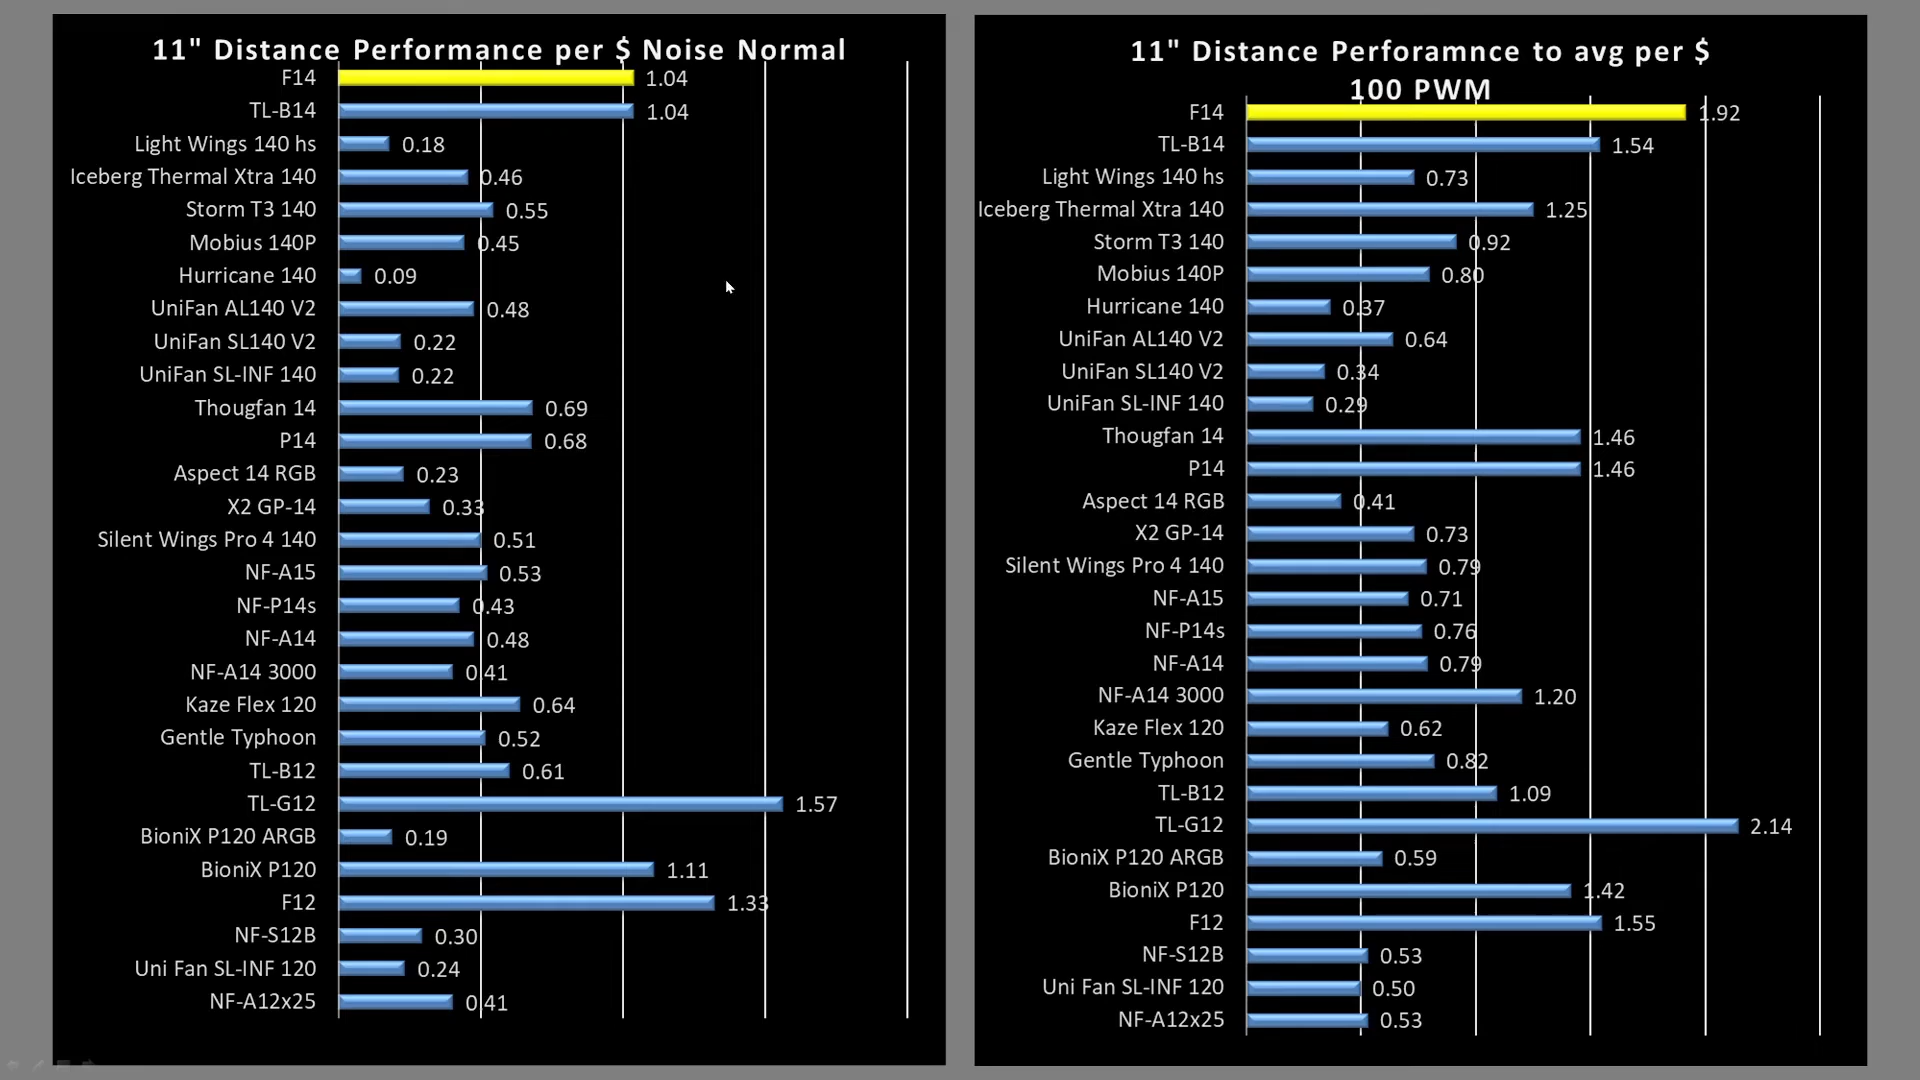 11" Distance Performance per $ Noise Normal
F14 1.04
TL-B14 1.04
Light Wings 140 hs 0.18
Iceberg Thermal Xtra 140 0.46
Storm T3 140 0.55
Mobius 140P 0.45
Hurricane 140 0.09
UniFan AL140 V2 0.48
UniFan SL140 V2 0.22
UniFan SL-INF 140 0.22
Thougfan 14 0.69
P14 0.68
Aspect 14 RGB 0.23
X2 GP-14 0.33
Silent Wings Pro 4 140 0.51
NF-A15 0.53
NF-P14s 0.43
NF-A14 0.48
NF-A14 3000 0.41
Kaze Flex 120 0.64
Gentle Typhoon 0.52
TL-B12 0.61
TL-G12 1.57
BioniX P120 ARGB 0.19
BioniX P120 1.11
F12 1.33
NF-S12B 0.30
Uni Fan SL-INF 120 0.24
NF-A12x25 0.41
11" Distance Perforamnce to avg per $
100 PWM
F14 1.92
TL-B14 1.54
Light Wings 140 hs 0.73
Iceberg Thermal Xtra 140 1.25
Storm T3 140 0.92
Mobius 140P 0.80
Hurricane 140 0.37
UniFan AL140 V2 0.64
UniFan SL140 V2 0.34
UniFan SL-INF 140 0.29
Thougfan 14 1.46
P14 1.46
Aspect 14 RGB 0.41
X2 GP-14 0.73
Silent Wings Pro 4 140 0.79
NF-A15 0.71
NF-P14s 0.76
NF-A14 0.79
NF-A14 3000 1.20
Kaze Flex 120 0.62
Gentle Typhoon 0.82
TL-B12 1.09
TL-G12 2.14
BioniX P120 ARGB 0.59
BioniX P120 1.42
F12 1.55
NF-S12B 0.53
Uni Fan SL-INF 120 0.50
NF-A12x25 0.53